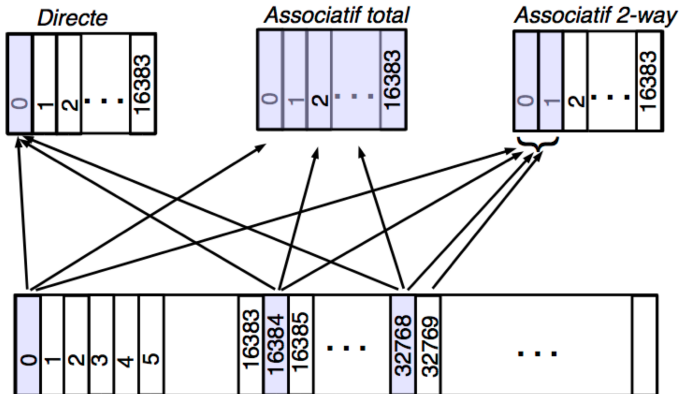 Directe
Associatif total
Associatif 2-way
0 1 2 ... 16383
0 1 2 ... 16383
0 1 2 ... 16383
0 1 2 3 4 5 16383 16384 16385 ... 32768 32769 ...